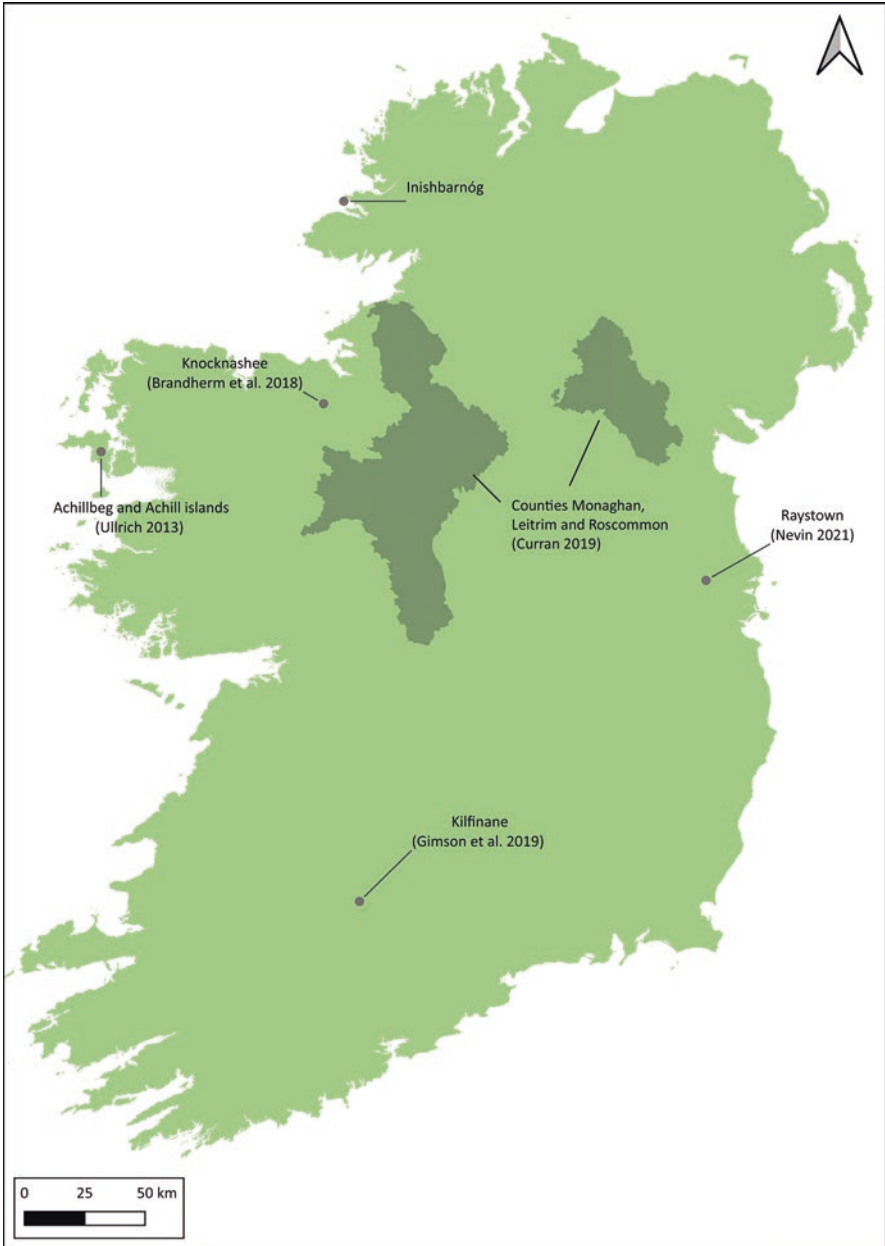 Inishbarnóg
Knocknashee
(Brandherm et al. 2018)
Achillbeg and Achill islands
(Ullrich 2013)
Counties Monaghan,
Leitrim and Roscommon
(Curran 2019)
Raystown
(Nevin 2021)
Kilfinane
(Gimson et al. 2019)
0 25 50 km